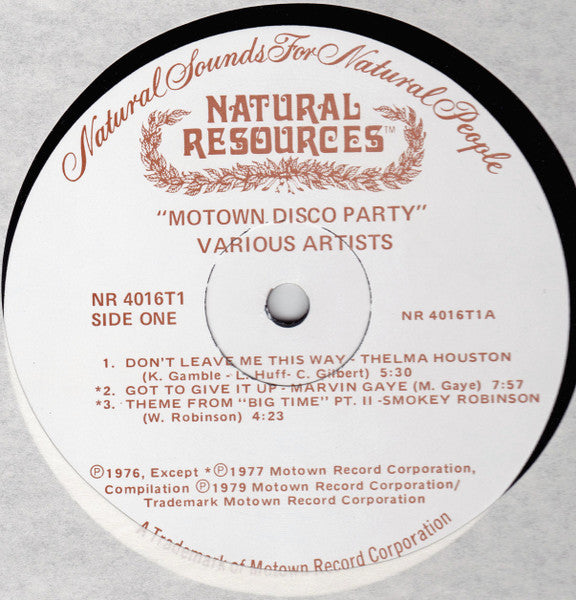 Natural Sounds For Natural People
NATURAL
RESOURCES™
"MOTOWN DISCO PARTY"
VARIOUS ARTISTS
NR 4016T1
SIDE ONE
NR 4016T1A
1. DON'T LEAVE ME THIS WAY - THELMA HOUSTON
(K. Gamble - L. Huff- C. Gilbert) 5:30
*2. GOT TO GIVE IT UP - MARVIN GAYE (M. Gaye) 7:57
*3. THEME FROM "BIG TIME" PT. II -SMOKEY ROBINSON
(W. Robinson) 4:23
Ⓟ1976, Except *Ⓟ1977 Motown Record Corporation,
Compilation Ⓟ1979 Motown Record Corporation/
Trademark Motown Record Corporation
A Trademark of Motown Record Corporation